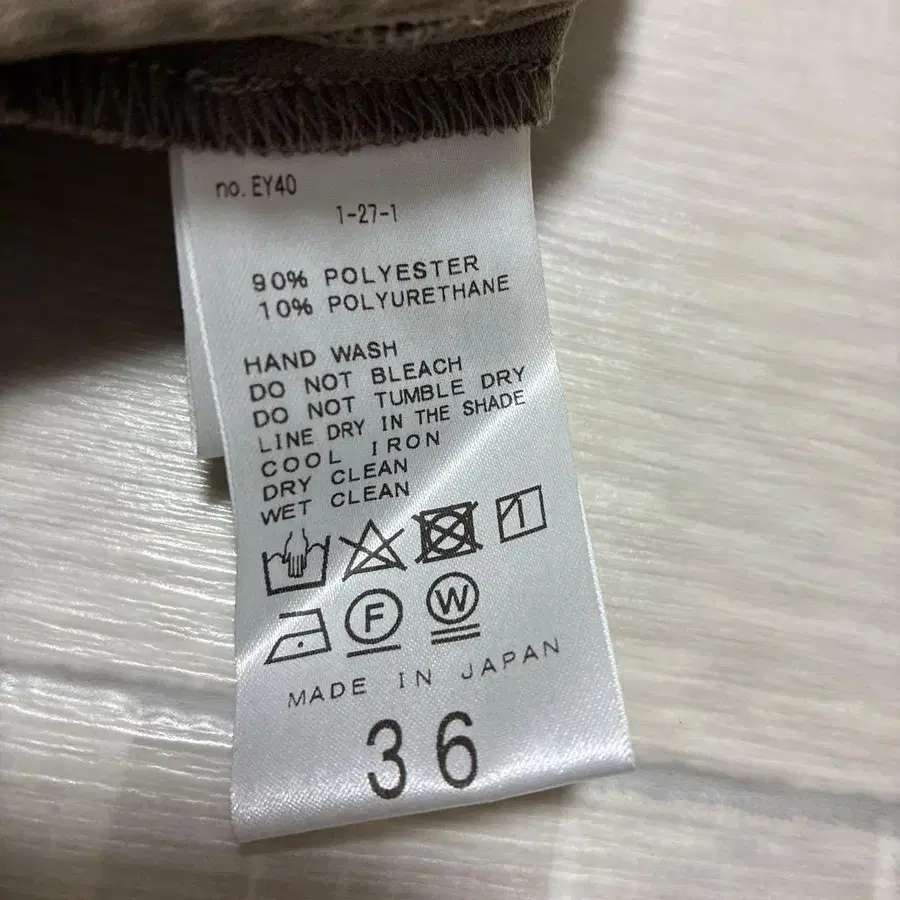 no. EY40
1-27-1
90% POLYESTER
10% POLYURETHANE
HAND WASH
DO NOT BLEACH
DO NOT TUMBLE DRY
LINE DRY IN THE SHADE
COOL IRON
DRY CLEAN
WET CLEAN
F W
MADE IN JAPAN
36